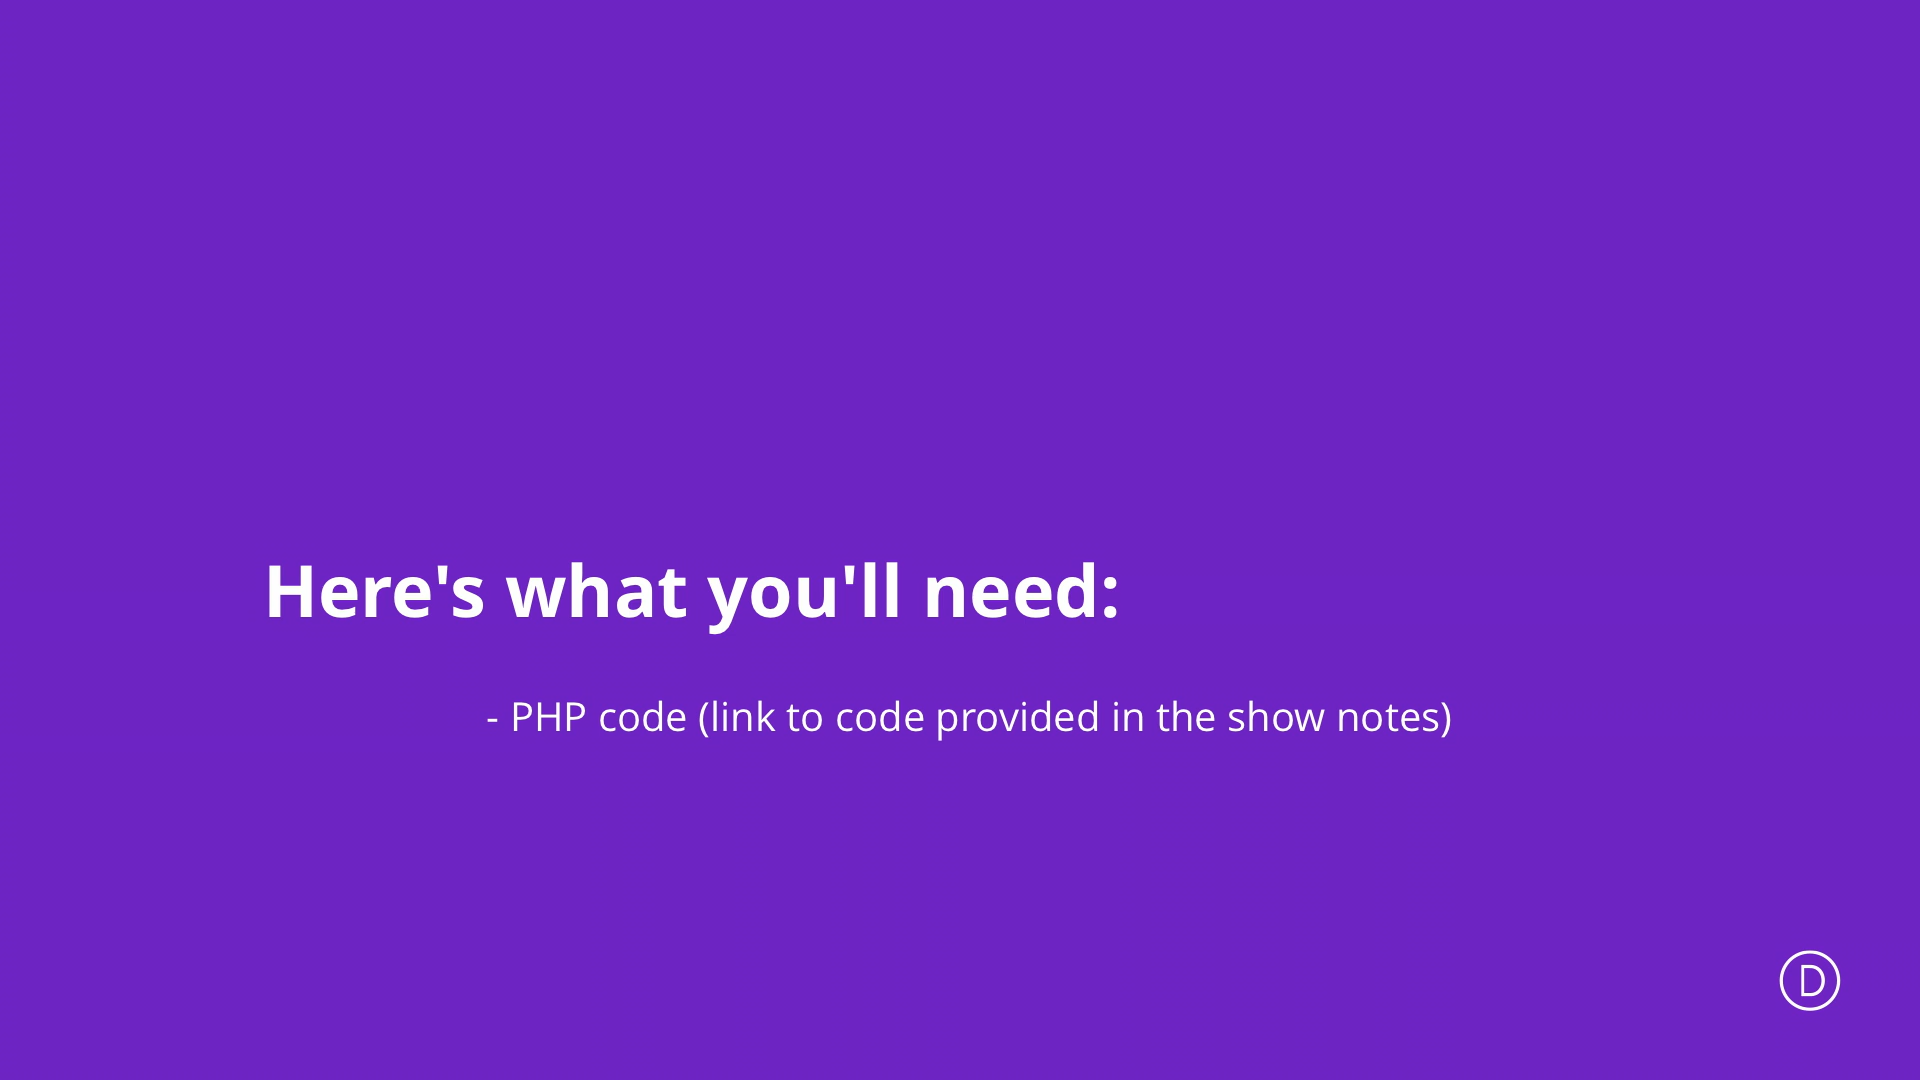 Here's what you'll need:
- PHP code (link to code provided in the show notes)
D